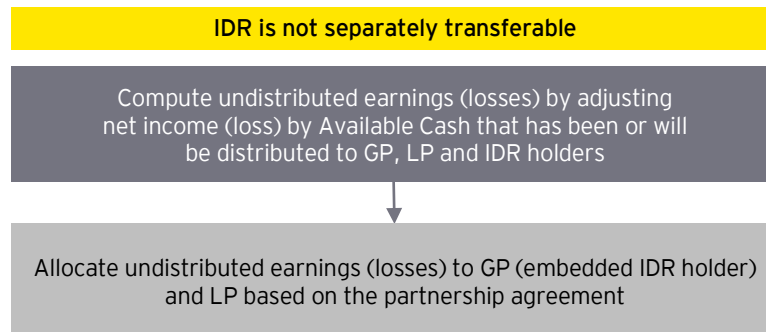 IDR is not separately transferable
Compute undistributed earnings (losses) by adjusting
net income (loss) by Available Cash that has been or will
be distributed to GP, LP and IDR holders
Allocate undistributed earnings (losses) to GP (embedded IDR holder)
and LP based on the partnership agreement